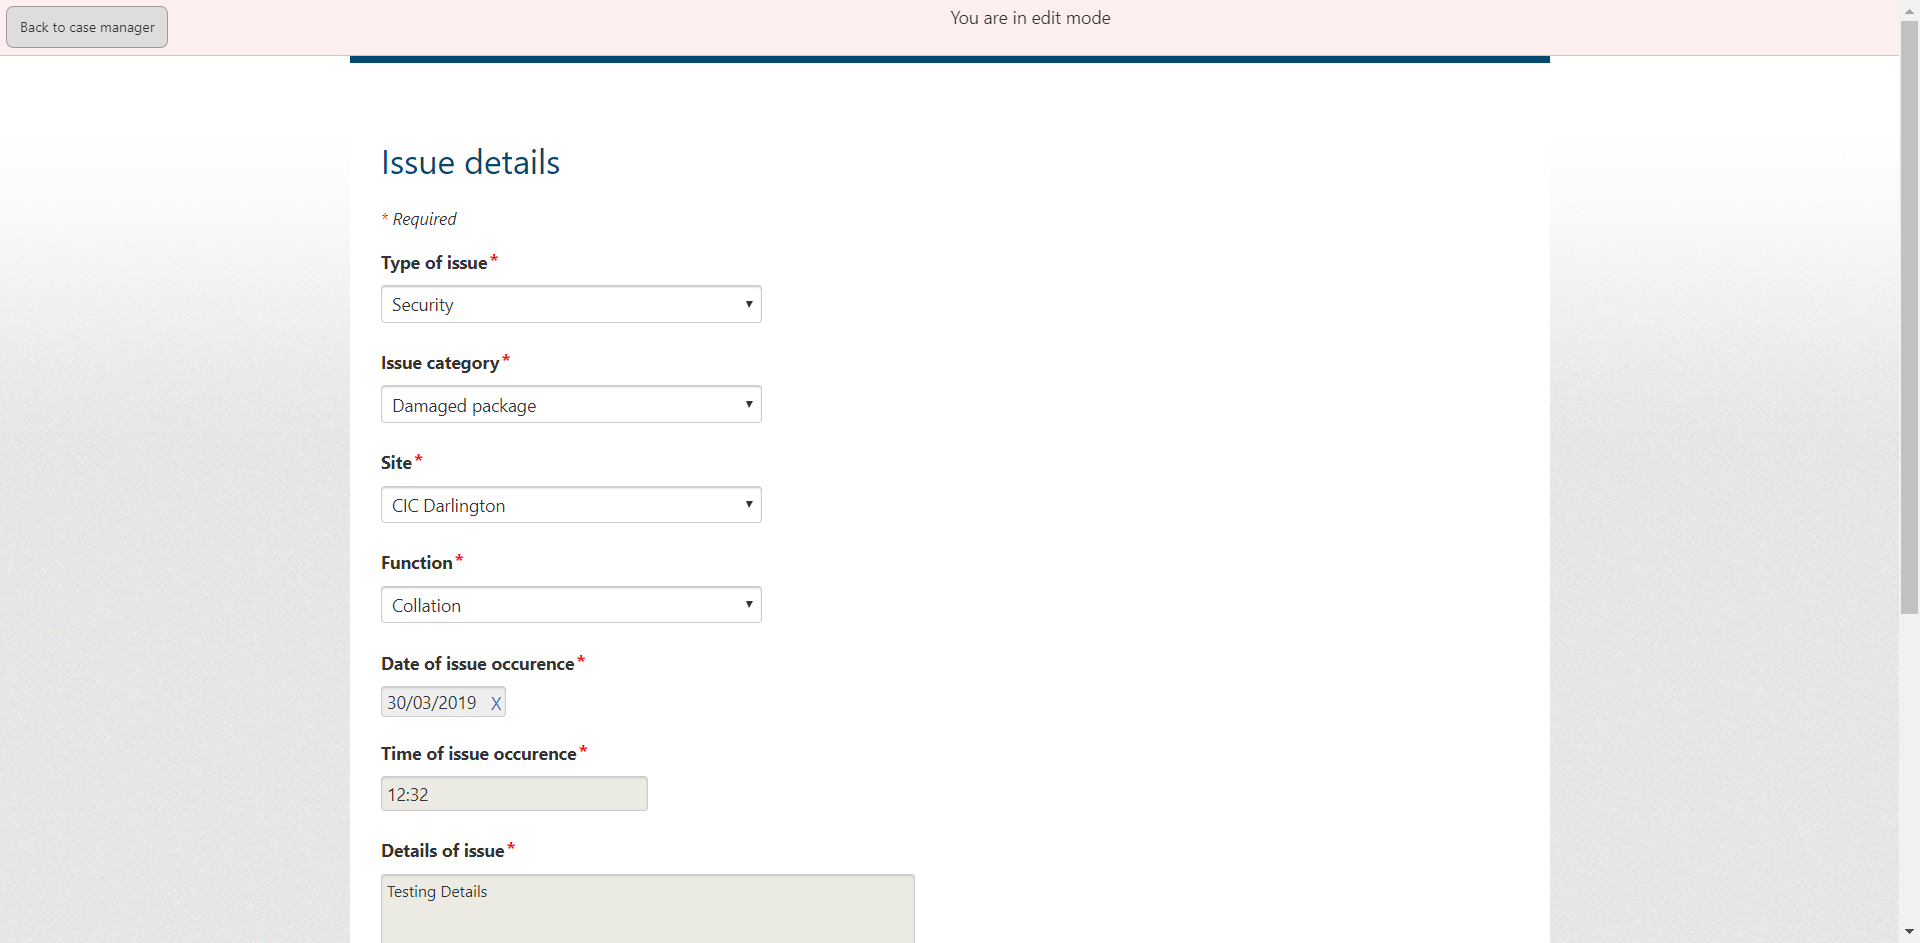 Back to case manager
You are in edit mode
Issue details
* Required
Type of issue*
Security
Issue category*
Damaged package
Site*
CIC Darlington
Function*
Collation
Date of issue occurence*
30/03/2019 X
Time of issue occurence*
12:32
Details of issue*
Testing Details